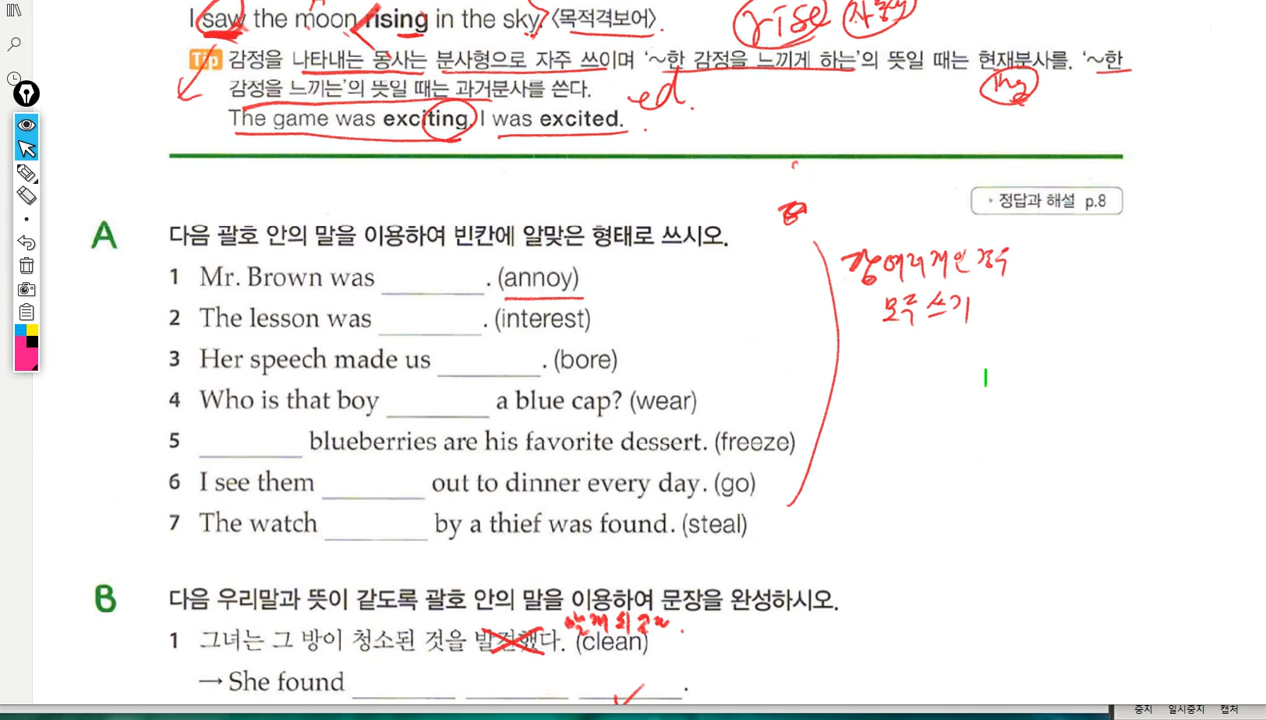 I saw the moon rising in the sky. <목적격보어>. rise
Tip 감정을 나타내는 동사는 분사형으로 자주 쓰이며 '~한 감정을 느끼게 하는'의 뜻일 때는 현재분사를, '~한
감정을 느끼는'의 뜻일 때는 과거분사를 쓴다. ed. ing
The game was exciting. I was excited.
• 정답과 해설 p.8
A 다음 괄호 안의 말을 이용하여 빈칸에 알맞은 형태로 쓰시오.
1 Mr. Brown was ________. (annoy)
2 The lesson was ________. (interest)
3 Her speech made us ________. (bore)
4 Who is that boy ________ a blue cap? (wear)
5 ________ blueberries are his favorite dessert. (freeze)
6 I see them ________ out to dinner every day. (go)
7 The watch ________ by a thief was found. (steal)
모두 쓰기
B 다음 우리말과 뜻이 같도록 괄호 안의 말을 이용하여 문장을 완성하시오.
1 그녀는 그 방이 청소된 것을 발견했다. (clean)
→ She found ________ ________ ________.
중지 일시중지 캡처